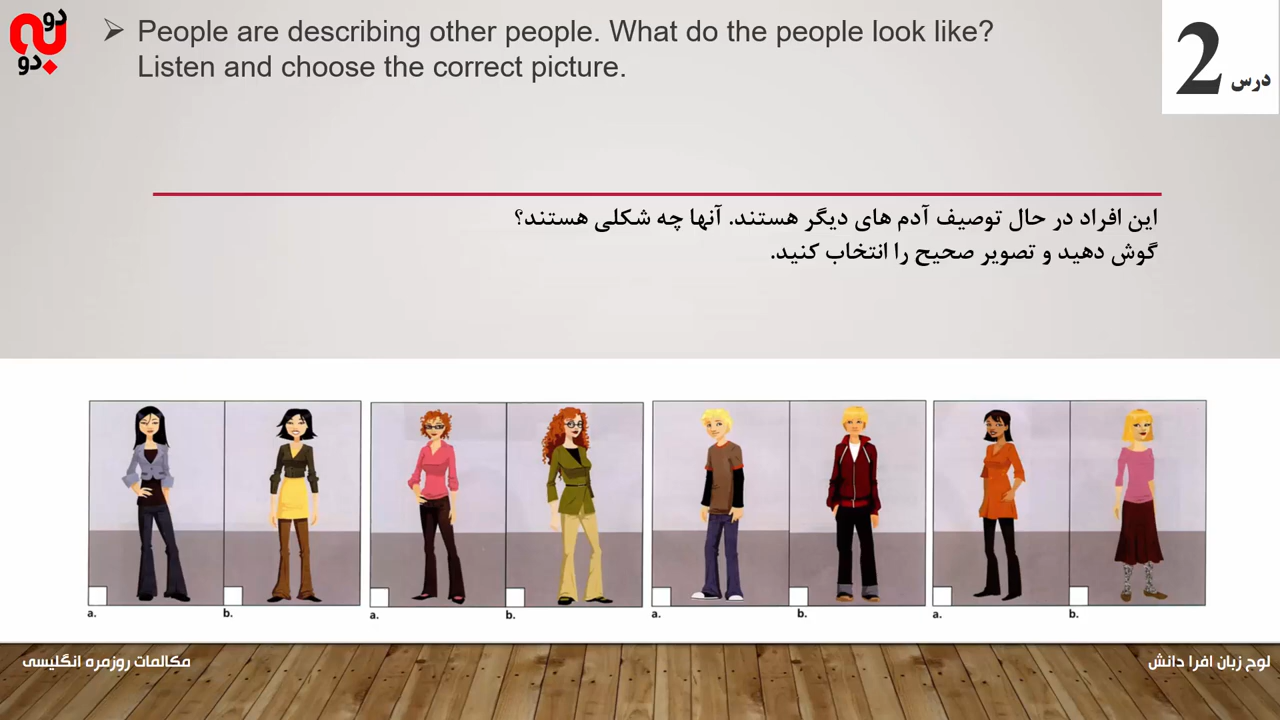 دو به دو
➢ People are describing other people. What do the people look like?
Listen and choose the correct picture.
درس 2
این افراد در حال توصیف آدم های دیگر هستند. آنها چه شکلی هستند؟
گوش دهید و تصویر صحیح را انتخاب کنید.
a. b. a. b. a. b. a. b.
مکالمات روزمره انگلیسی
لوح زبان افرا دانش